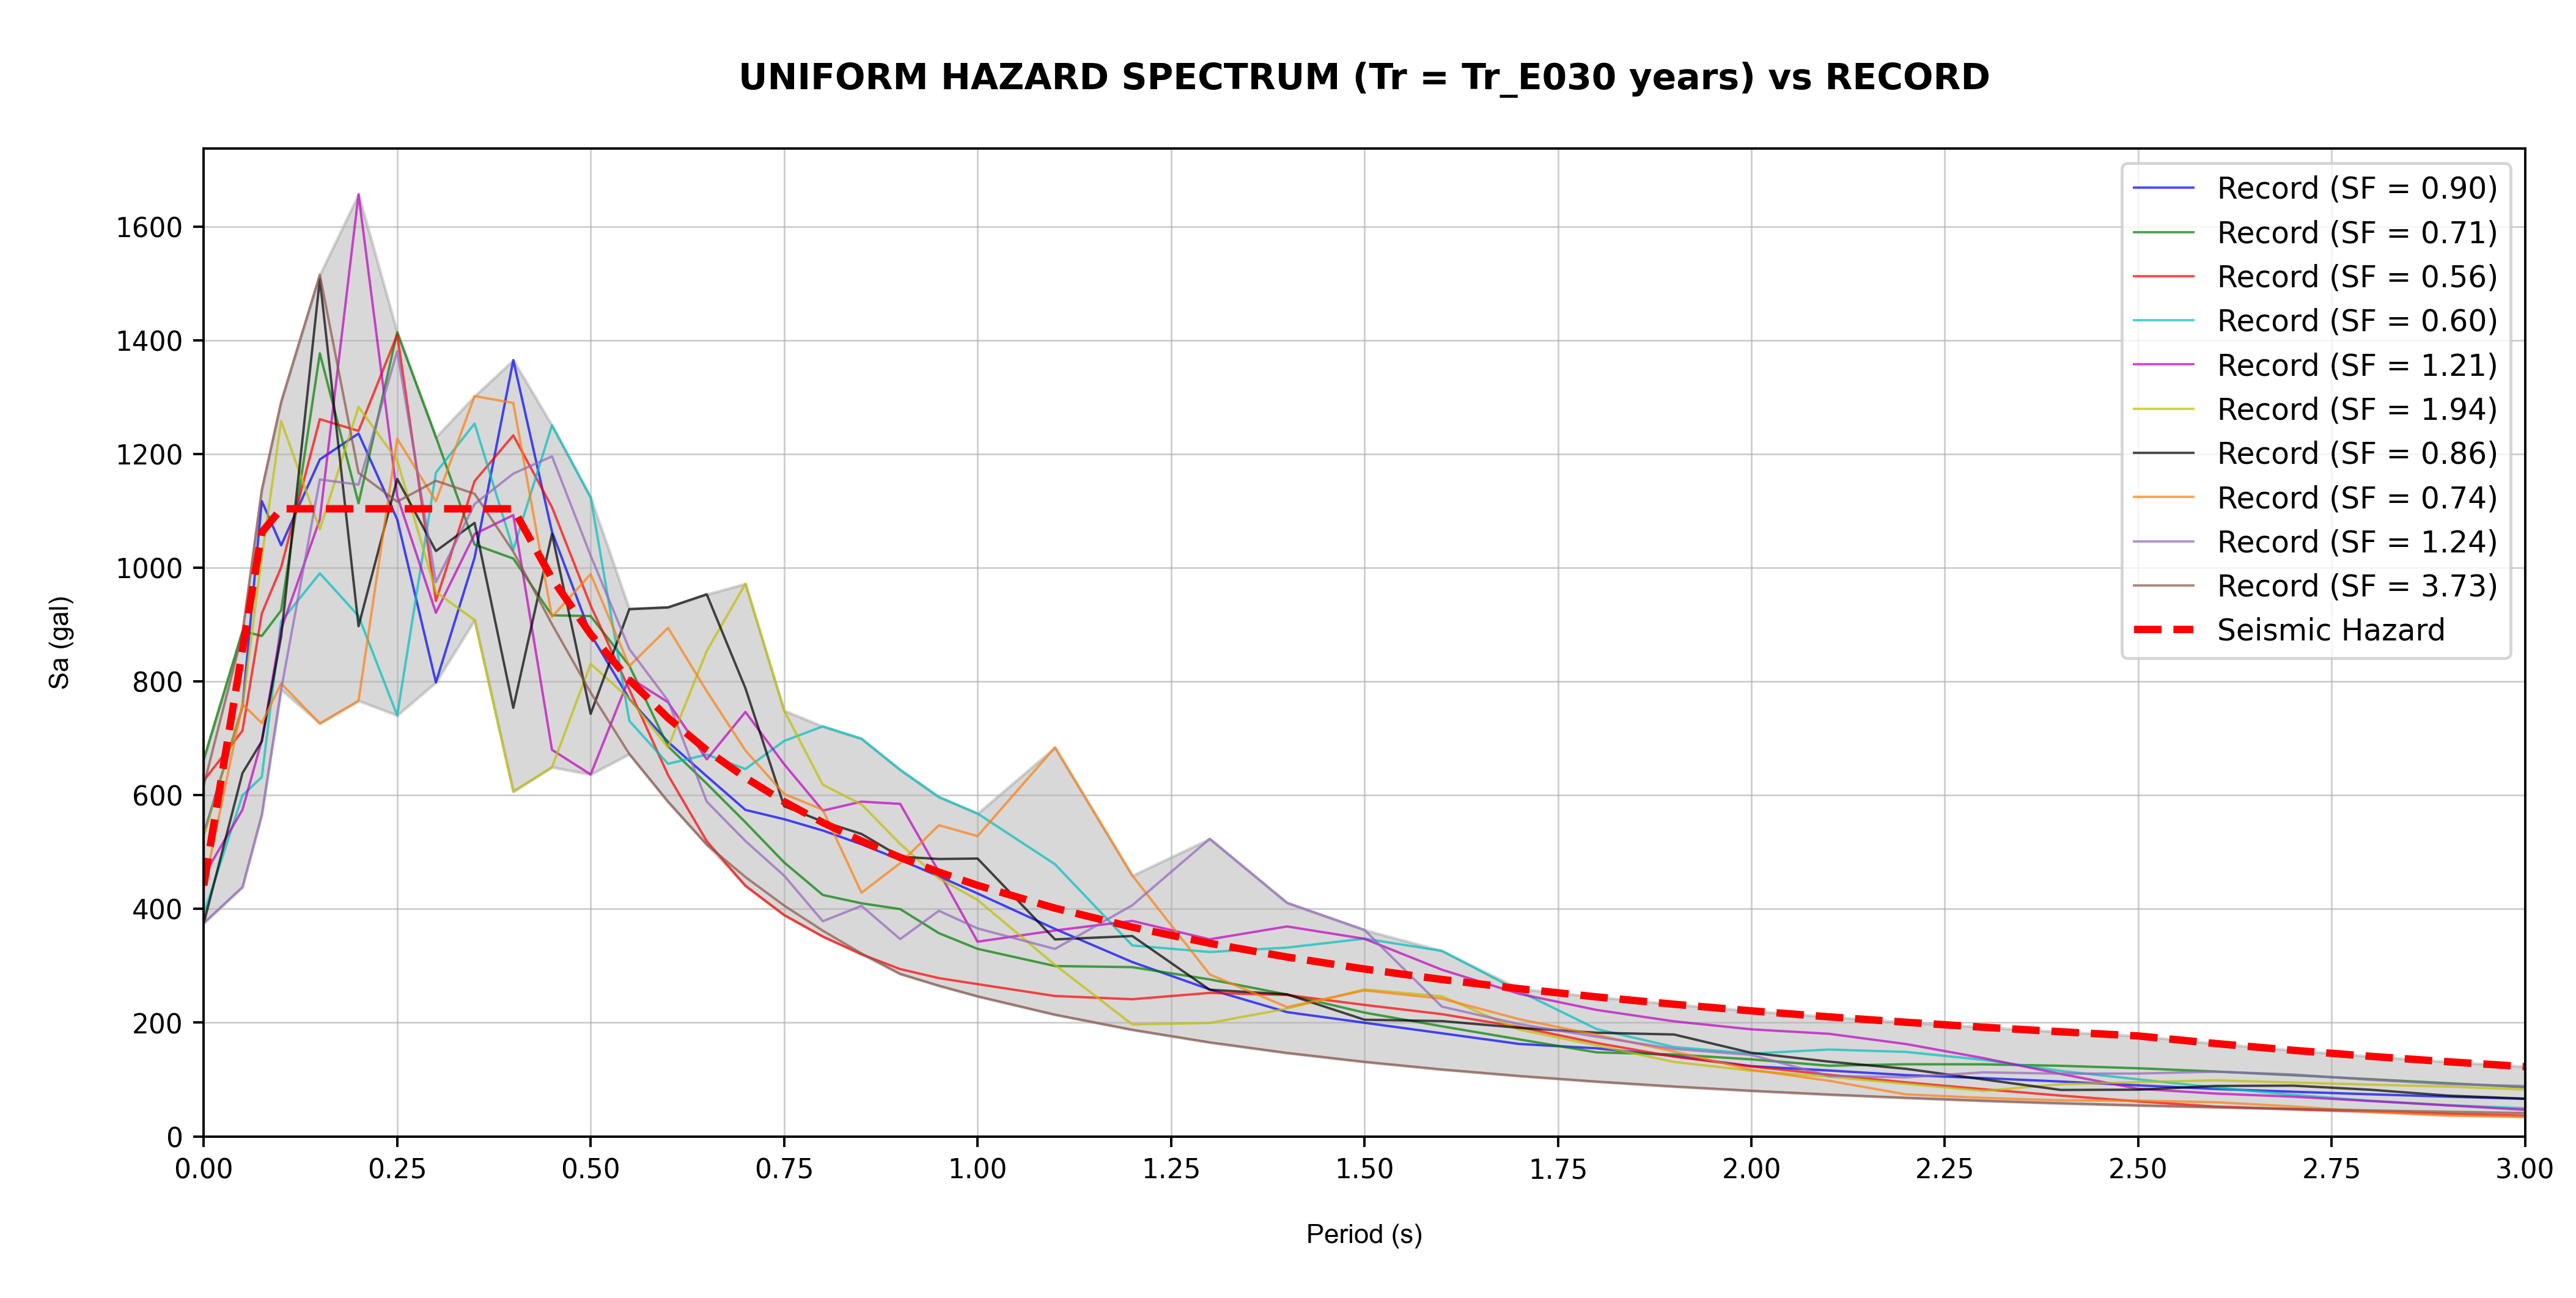 UNIFORM HAZARD SPECTRUM (Tr = Tr_E030 years) vs RECORD
Record (SF = 0.90)
Record (SF = 0.71)
Record (SF = 0.56)
Record (SF = 0.60)
Record (SF = 1.21)
Record (SF = 1.94)
Record (SF = 0.86)
Record (SF = 0.74)
Record (SF = 1.24)
Record (SF = 3.73)
Seismic Hazard
Sa (gal)
1600
1400
1200
1000
800
600
400
200
0
0.00 0.25 0.50 0.75 1.00 1.25 1.50 1.75 2.00 2.25 2.50 2.75 3.00
Period (s)